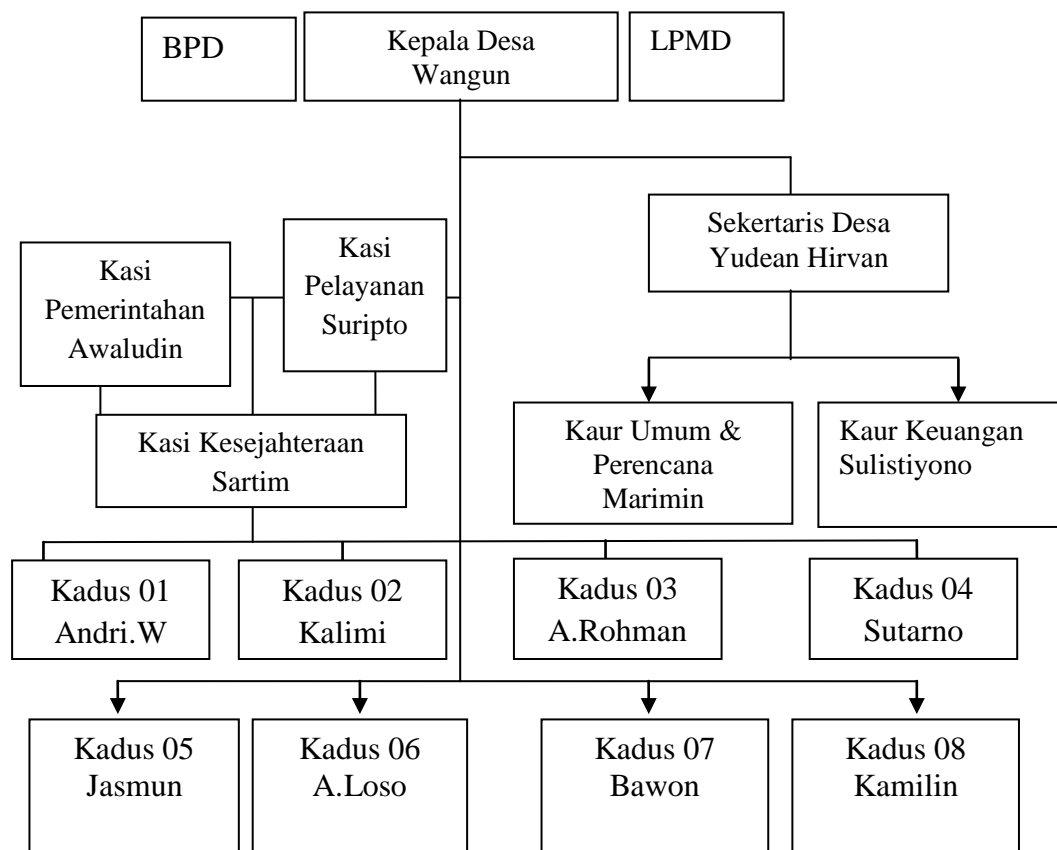 BPD
Kepala Desa
Wangun
LPMD
Sekertaris Desa
Yudean Hirvan
Kasi
Pemerintahan
Awaludin
Kasi
Pelayanan
Suripto
Kasi Kesejahteraan
Sartim
Kaur Umum &
Perencana
Marimin
Kaur Keuangan
Sulistiyono
Kadus 01
Andri.W
Kadus 02
Kalimi
Kadus 03
A.Rohman
Kadus 04
Sutarno
Kadus 05
Jasmun
Kadus 06
A.Loso
Kadus 07
Bawon
Kadus 08
Kamilin